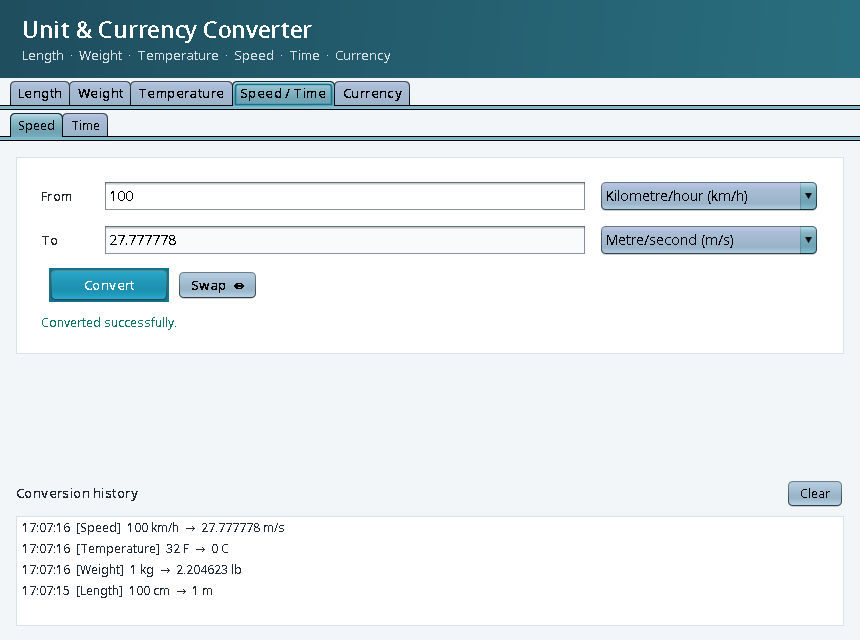 Unit & Currency Converter
Length · Weight · Temperature · Speed · Time · Currency
Length Weight Temperature Speed / Time Currency
Speed Time
From 100 Kilometre/hour (km/h)
To 27.777778 Metre/second (m/s)
Convert Swap ⇔
Converted successfully.
Conversion history Clear
17:07:16 [Speed] 100 km/h → 27.777778 m/s
17:07:16 [Temperature] 32 F → 0 C
17:07:16 [Weight] 1 kg → 2.204623 lb
17:07:15 [Length] 100 cm → 1 m